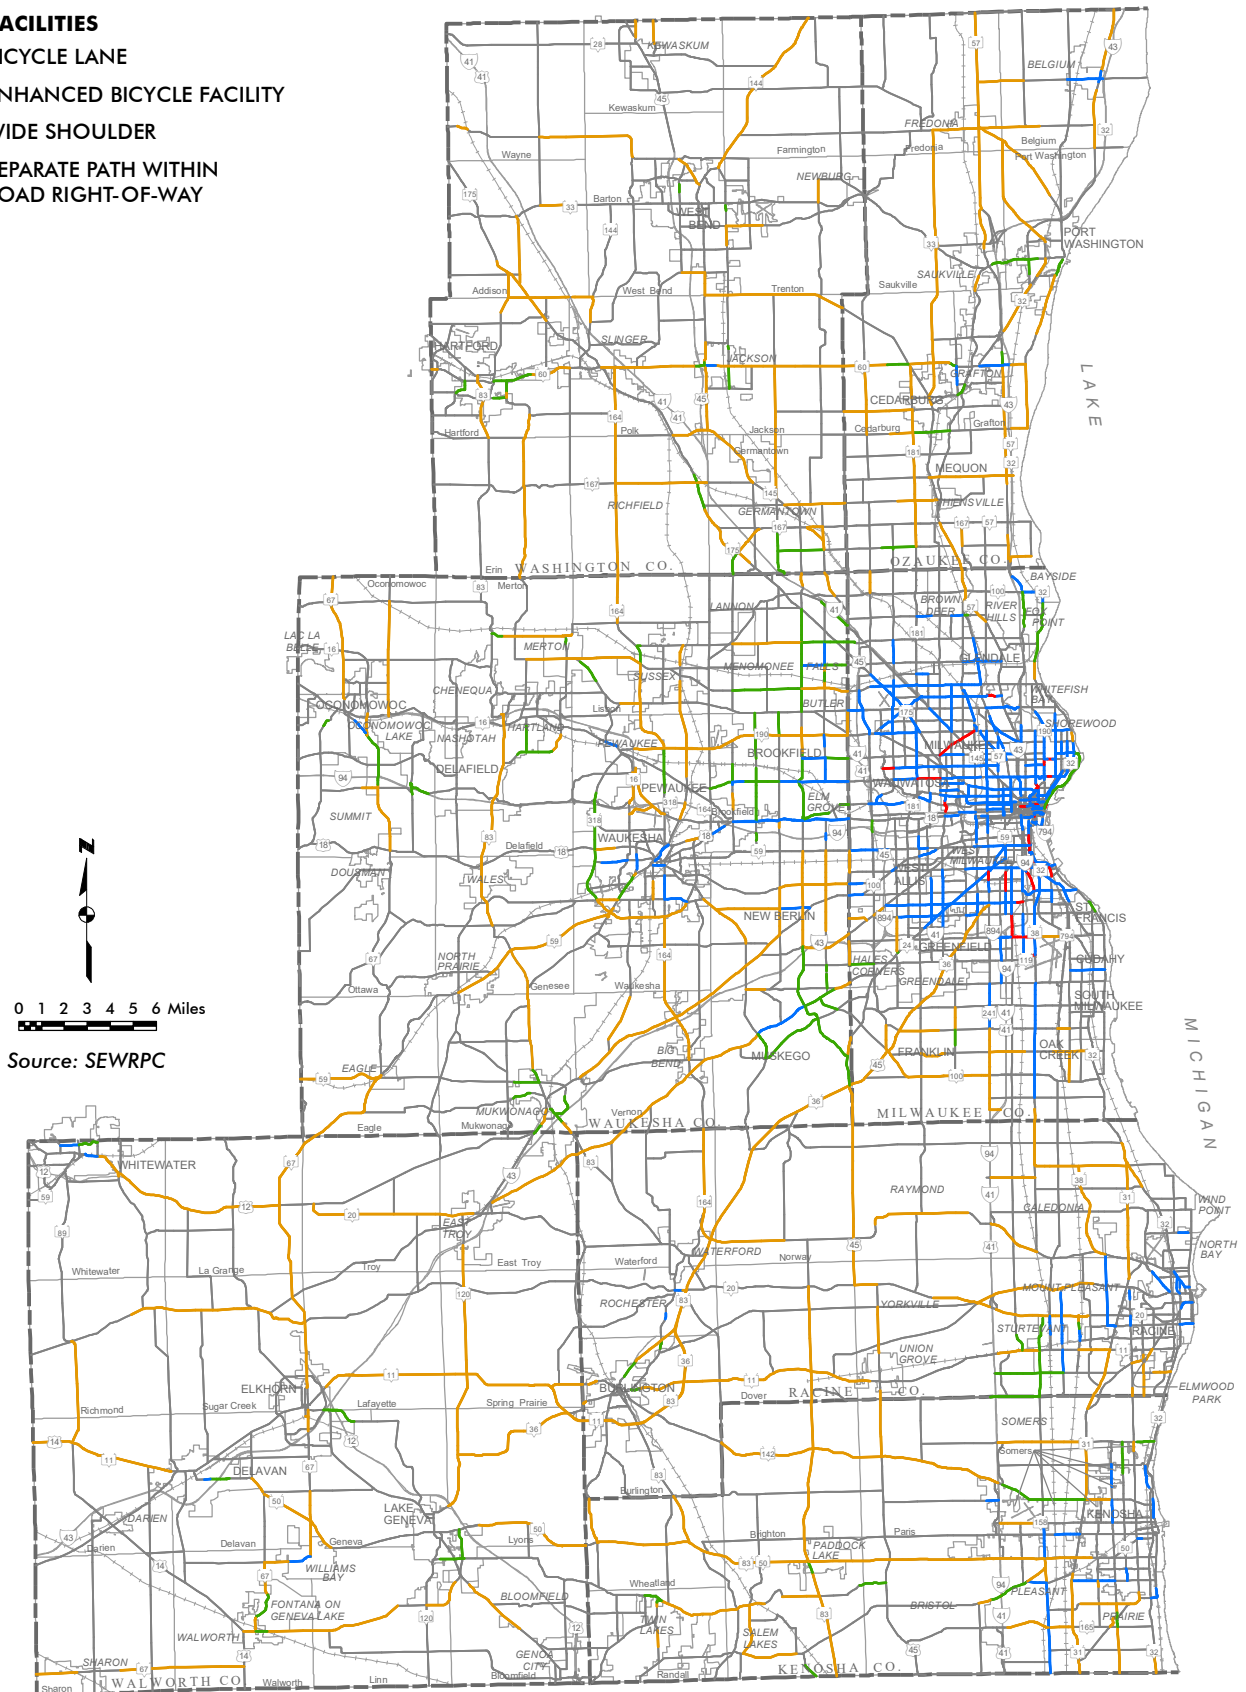 ACILITIES
ICYCLE LANE
NHANCED BICYCLE FACILITY
WIDE SHOULDER
EPARATE PATH WITHIN
OAD RIGHT-OF-WAY
KEWASKUM
BELGIUM
Kewaskum
FREDONIA
Wayne
Farmington
Fredonia
Belgium
Port Washington
NEWBURG
Barton
WEST
BEND
PORT
WASHINGTON
SAUKVILLE
Addison
West Bend
Trenton
Saukville
HARTFORD
SLINGER
JACKSON
GRAFTON
CEDARBURG
LAKE
Hartford
Polk
Jackson
Germantown
Cedarburg
Grafton
MEQUON
RICHFIELD
GERMANTOWN
THIENSVILLE
Erin
WASHINGTON CO.
OZAUKEE CO.
Oconomowoc
Merton
LANNON
BROWN
DEER
RIVER
HILLS
BAYSIDE
FOX
POINT
LAC LA
BELLE
MERTON
MENOMONEE FALLS
GLENDALE
CHENEQUA
SUSSEX
WHITEFISH
BAY
OCONOMOWOC
OCONOMOWOC
LAKE
NASHOTAH
HARTLAND
Lisbon
BUTLER
SHOREWOOD
PEWAUKEE
BROOKFIELD
MILWAUKEE
DELAFIELD
PEWAUKEE
WAUWATOSA
SUMMIT
Brookfield
ELM
GROVE
WAUKESHA
Delafield
DOUSMAN
WALES
WEST
MILWAUKEE
WEST
ALLIS
NEW BERLIN
ST.
FRANCIS
GREENFIELD
NORTH
PRAIRIE
HALES
CORNERS
GREENDALE
CUDAHY
Ottawa
Genesee
Waukesha
SOUTH
MILWAUKEE
N
0 1 2 3 4 5 6 Miles
Source: SEWRPC
EAGLE
BIG
BEND
MUSKEGO
FRANKLIN
OAK
CREEK
MICHIGAN
MUKWONAGO
Mukwonago
Vernon
Eagle
WAUKESHA CO.
MILWAUKEE CO.
WHITEWATER
RAYMOND
CALEDONIA
WIND
POINT
EAST
TROY
NORTH
BAY
Whitewater
La Grange
Troy
East Troy
Waterford
WATERFORD
Norway
ROCHESTER
YORKVILLE
MOUNT PLEASANT
STURTEVANT
RACINE
UNION
GROVE
ELKHORN
BURLINGTON
Dover
RACINE CO.
ELMWOOD
PARK
Richmond
Sugar Creek
Lafayette
Spring Prairie
SOMERS
Somers
DELAVAN
Burlington
LAKE
GENEVA
KENOSHA
DARIEN
Darien
Delavan
Geneva
Lyons
Brighton
Paris
PADDOCK
LAKE
WILLIAMS
BAY
Wheatland
PLEASANT
PRAIRIE
FONTANA ON
GENEVA LAKE
BLOOMFIELD
BRISTOL
TWIN
LAKES
SALEM
LAKES
WALWORTH
SHARON
GENOA
CITY
Sharon
WALWORTH CO.
Walworth
Linn
Bloomfield
Randall
KENOSHA CO.